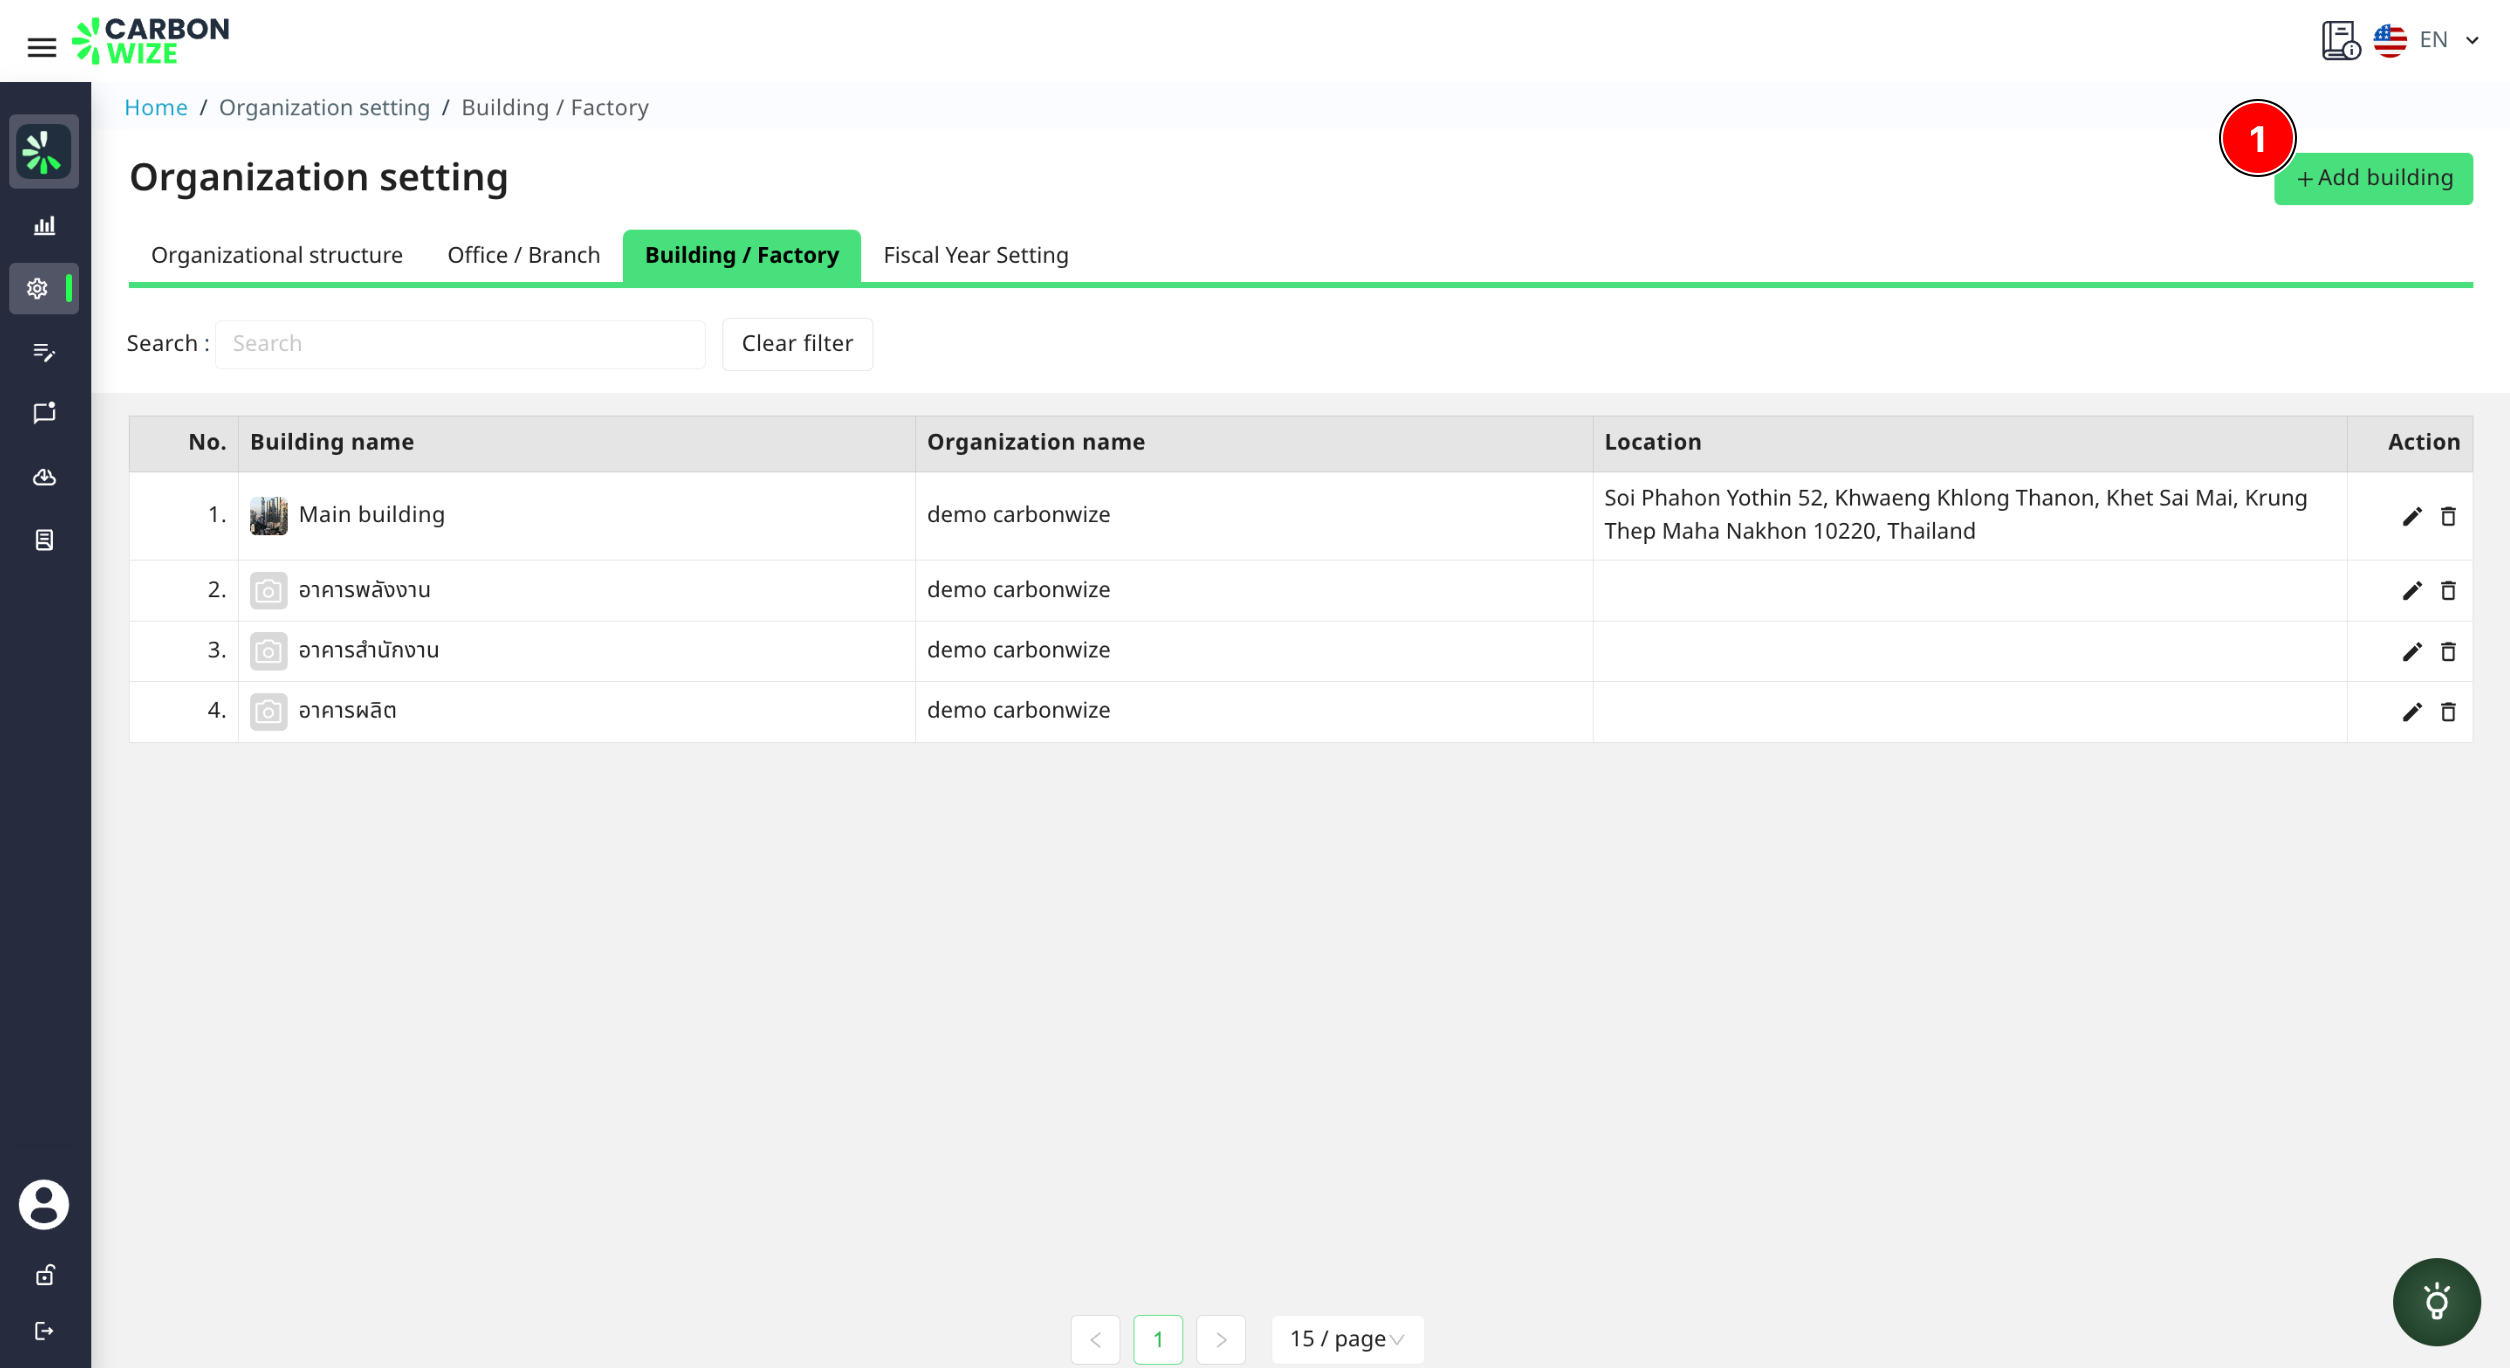 CARBON
WIZE
EN
Home / Organization setting / Building / Factory
1
Organization setting
+ Add building
Organizational structure Office / Branch Building / Factory Fiscal Year Setting
Search : Search Clear filter
No. Building name Organization name Location Action
1. Main building demo carbonwize Soi Phahon Yothin 52, Khwaeng Khlong Thanon, Khet Sai Mai, Krung
Thep Maha Nakhon 10220, Thailand
2. อาคารพลังงาน demo carbonwize
3. อาคารสำนักงาน demo carbonwize
4. อาคารผลิต demo carbonwize
< 1 > 15 / page